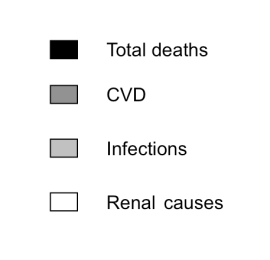 Total deaths
CVD
Infections
Renal causes